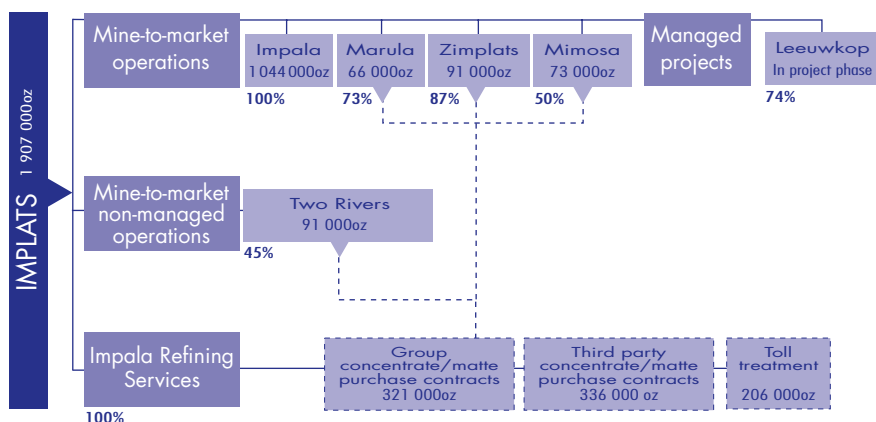 IMPLATS 1 907 000oz
Mine-to-market
operations
Impala
1 044 000oz
100%
Marula
66 000oz
73%
Zimplats
91 000oz
87%
Mimosa
73 000oz
50%
Managed
projects
Leeuwkop
In project phase
74%
Mine-to-market
non-managed
operations
Two Rivers
91 000oz
45%
Impala Refining
Services
100%
Group
concentrate/matte
purchase contracts
321 000oz
Third party
concentrate/matte
purchase contracts
336 000 oz
Toll
treatment
206 000oz